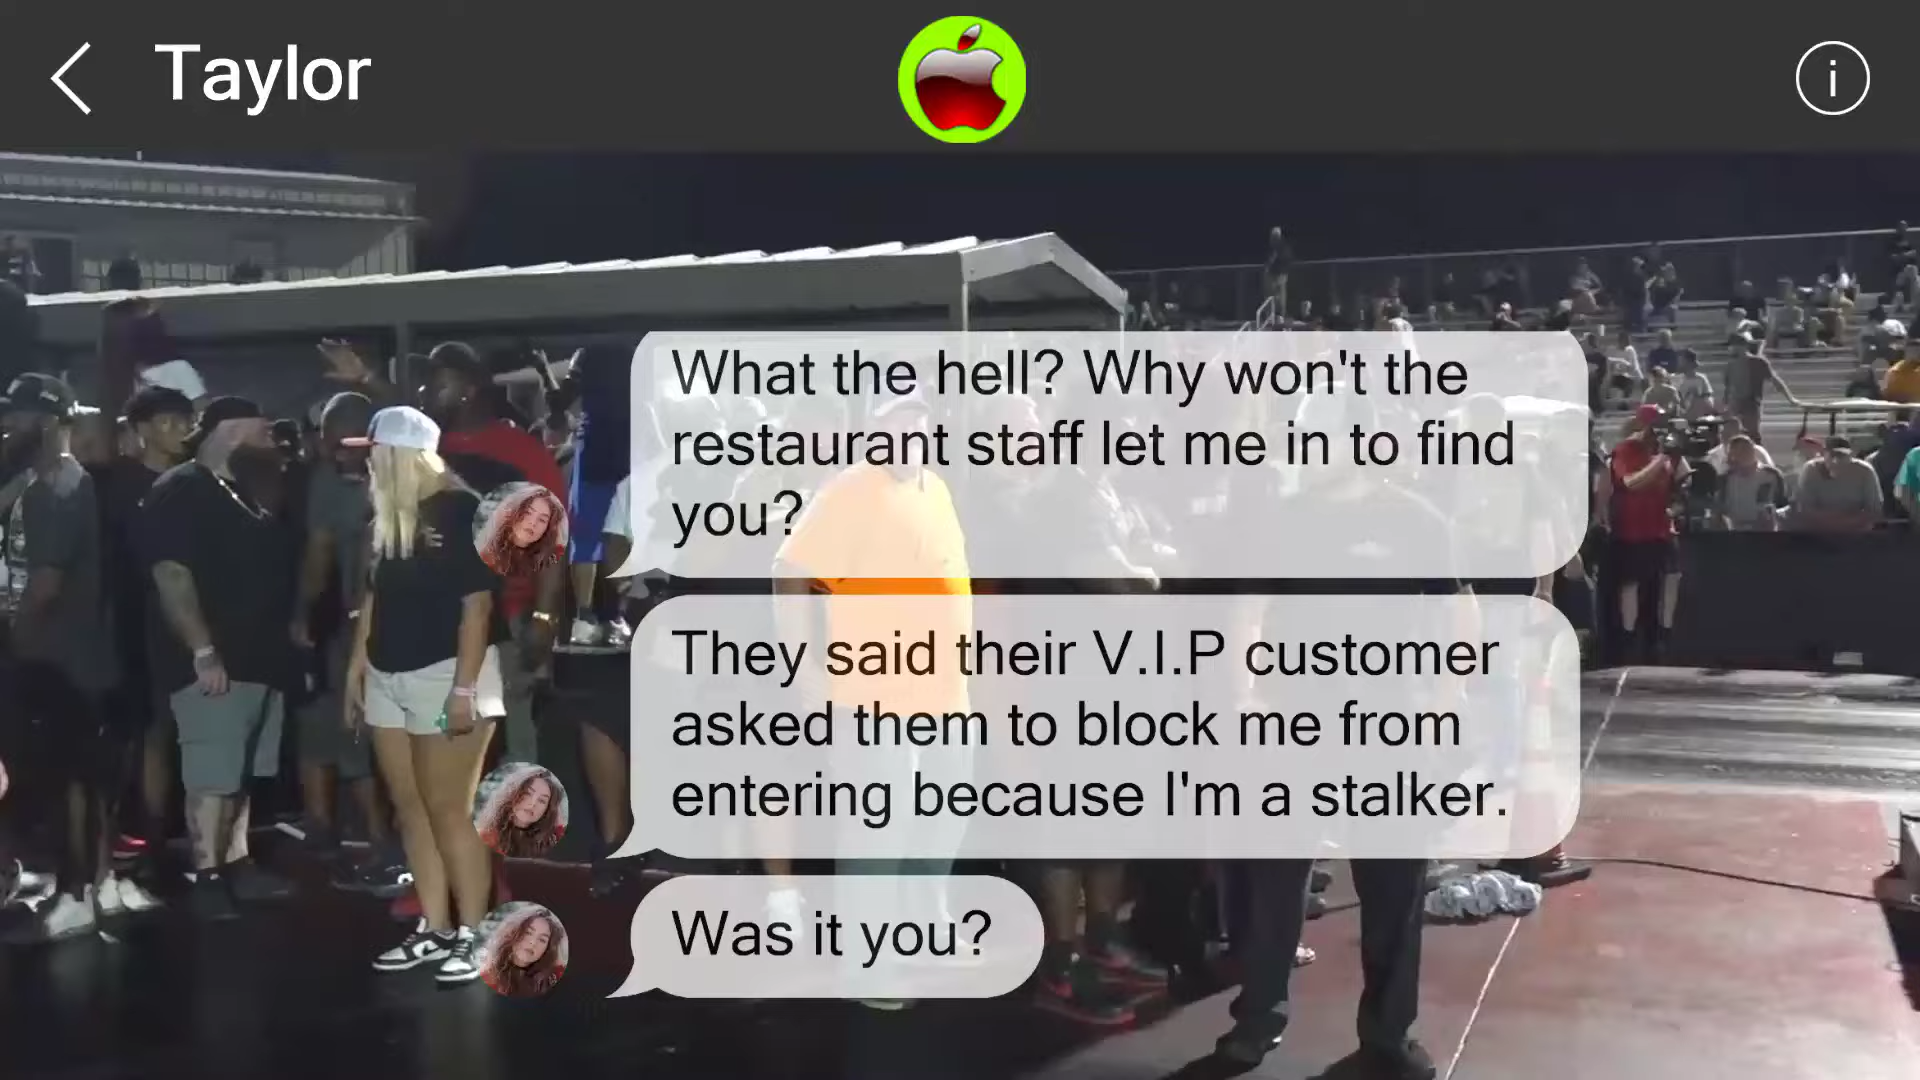 Taylor
What the hell? Why won't the
restaurant staff let me in to find
you?
They said their V.I.P customer
asked them to block me from
entering because I'm a stalker.
Was it you?